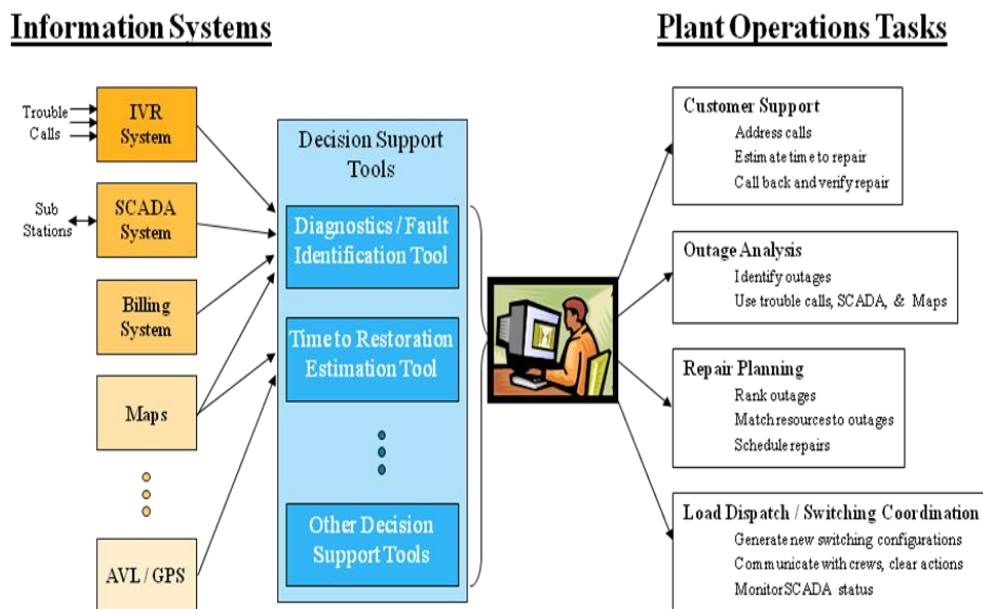 Information Systems
Plant Operations Tasks
Trouble
Calls
IVR
System
Sub
Stations
SCADA
System
Billing
System
Maps
AVL / GPS
Decision Support
Tools
Diagnostics / Fault
Identification Tool
Time to Restoration
Estimation Tool
Other Decision
Support Tools
Customer Support
Address calls
Estimate time to repair
Call back and verify repair
Outage Analysis
Identify outages
Use trouble calls, SCADA, & Maps
Repair Planning
Rank outages
Match resources to outages
Schedule repairs
Load Dispatch / Switching Coordination
Generate new switching configurations
Communicate with crews, clear actions
Monitor SCADA status